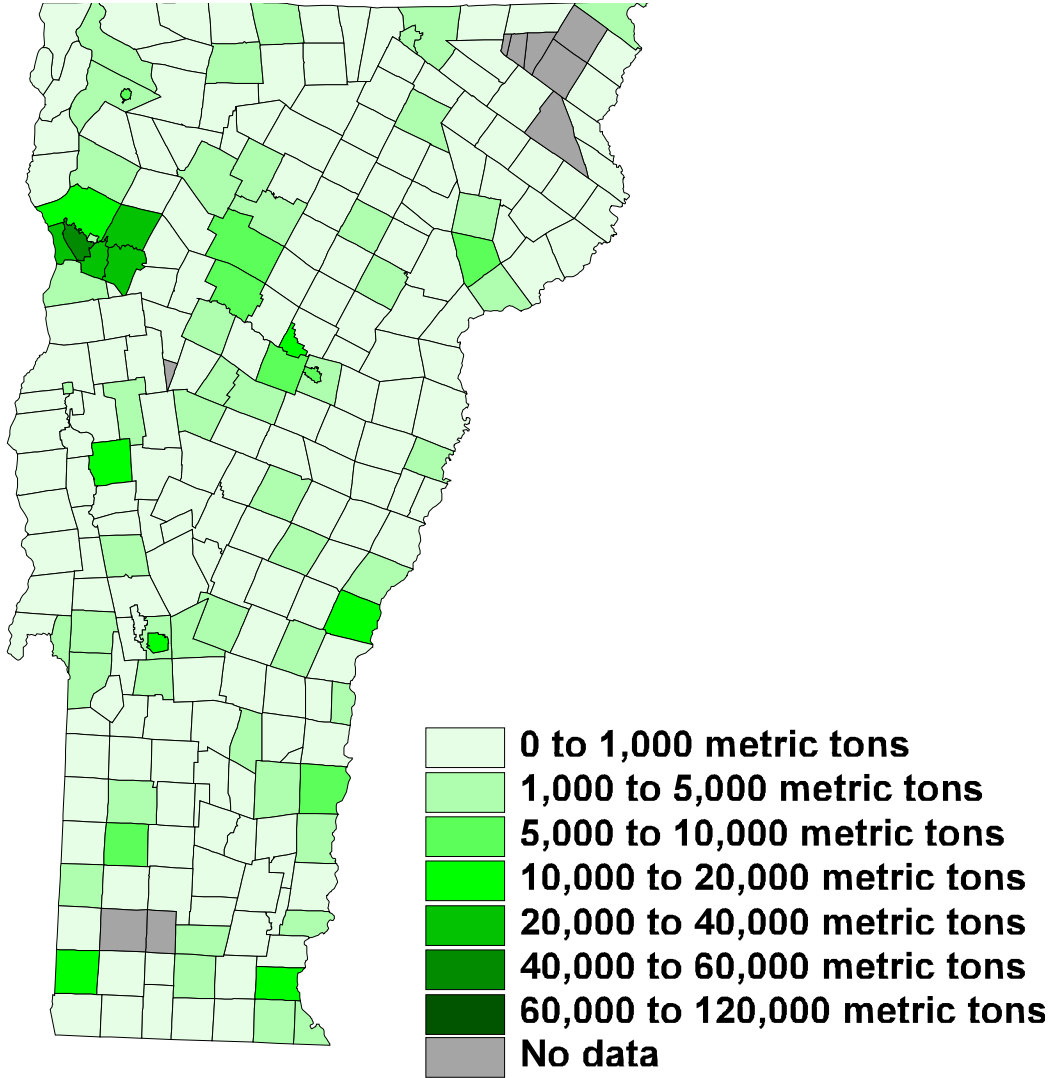 0 to 1,000 metric tons
1,000 to 5,000 metric tons
5,000 to 10,000 metric tons
10,000 to 20,000 metric tons
20,000 to 40,000 metric tons
40,000 to 60,000 metric tons
60,000 to 120,000 metric tons
No data